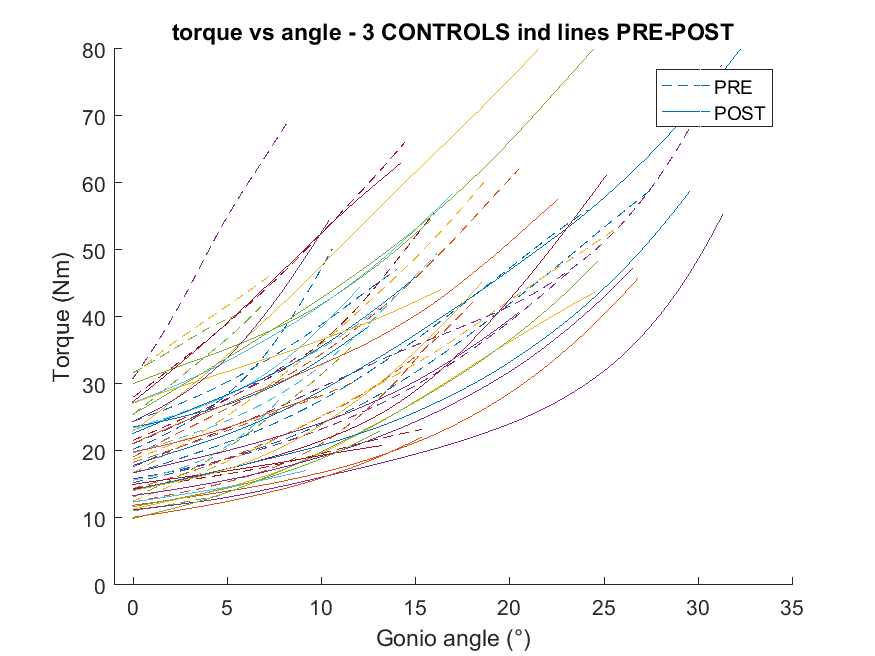 torque vs angle - 3 CONTROLS ind lines PRE-POST
80
70
60
50
40
30
20
10
0
Torque (Nm)
PRE
POST
0 5 10 15 20 25 30 35
Gonio angle (°)